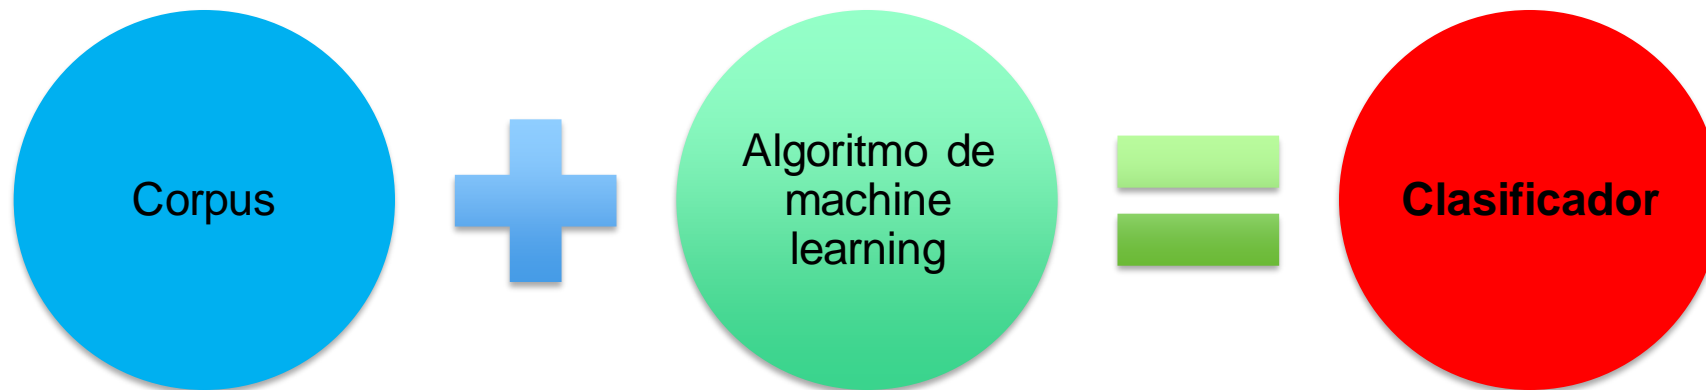 Corpus
Algoritmo de
machine
learning
Clasificador